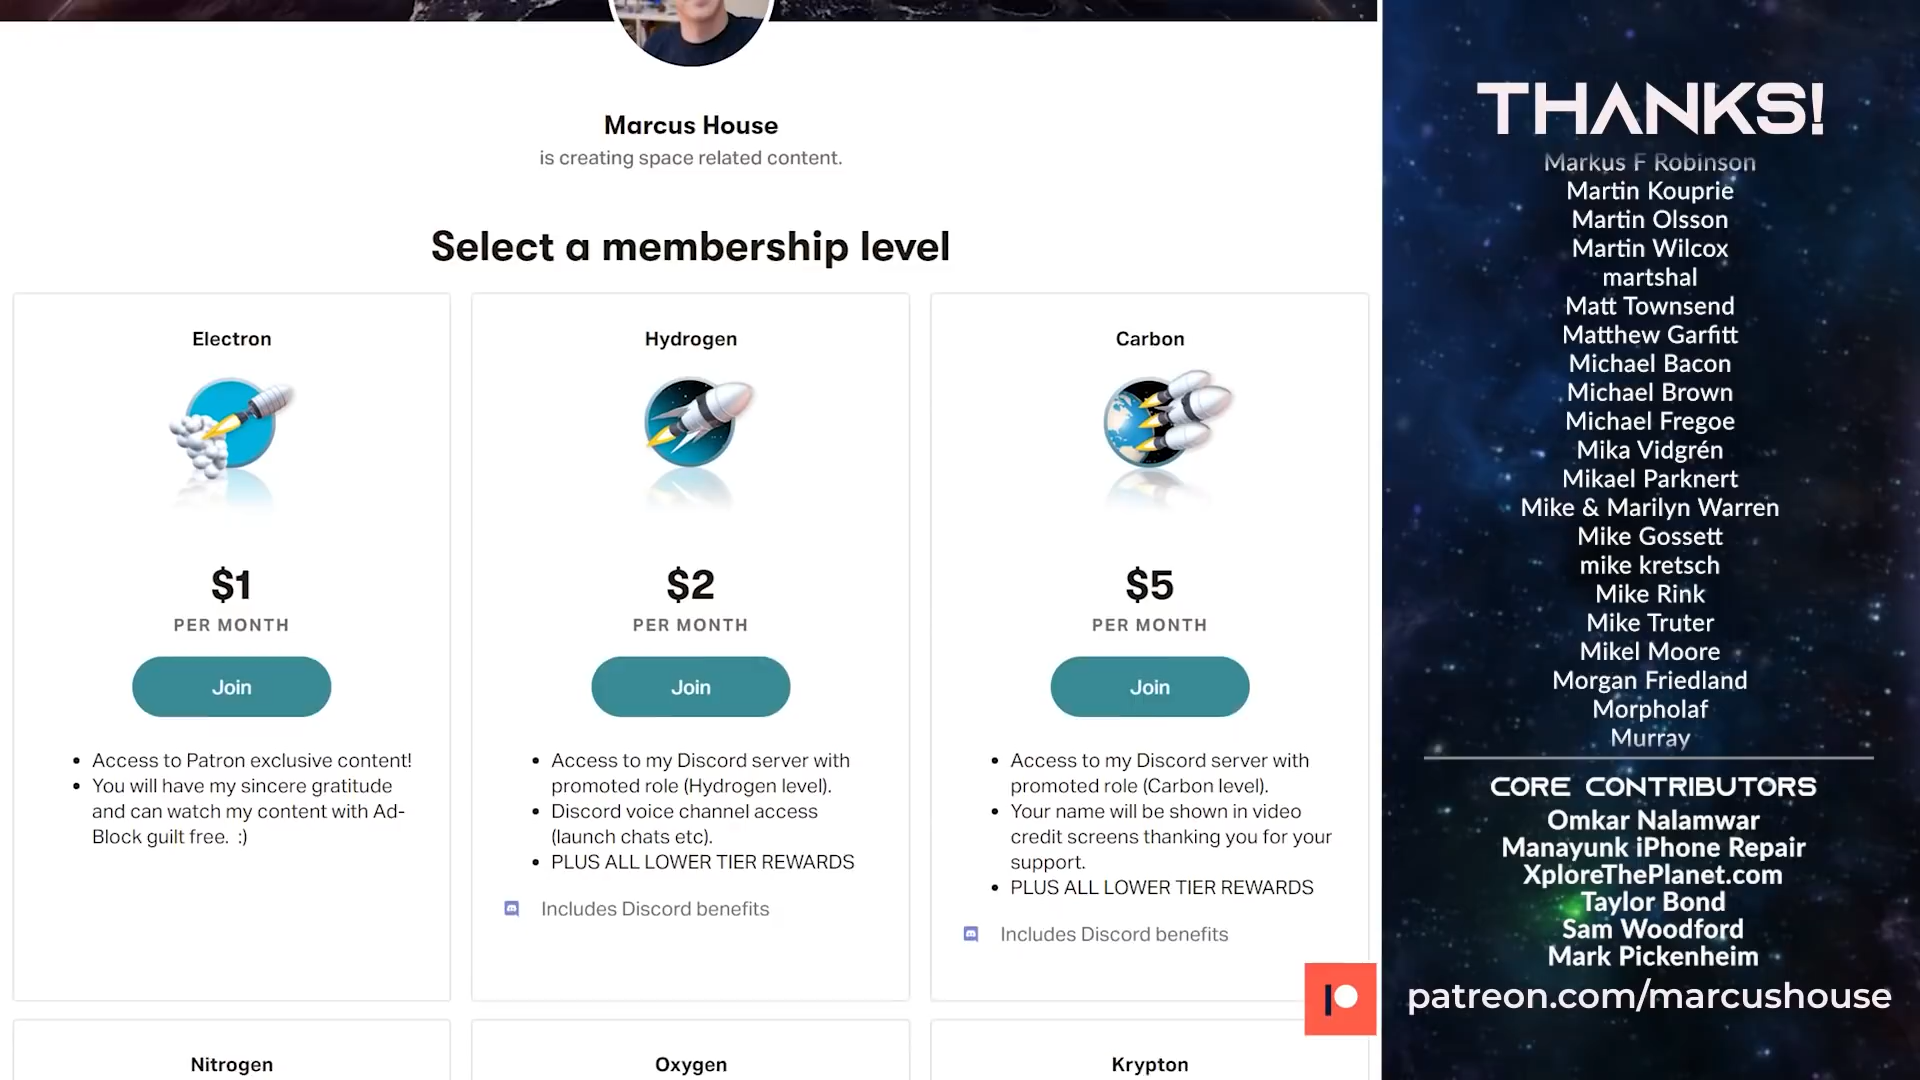 Marcus House
is creating space related content.
Select a membership level
Electron
$1
PER MONTH
Join
• Access to Patron exclusive content!
• You will have my sincere gratitude
and can watch my content with Ad-
Block guilt free. :)
Hydrogen
$2
PER MONTH
Join
• Access to my Discord server with
promoted role (Hydrogen level).
• Discord voice channel access
(launch chats etc).
• PLUS ALL LOWER TIER REWARDS
Includes Discord benefits
Carbon
$5
PER MONTH
Join
• Access to my Discord server with
promoted role (Carbon level).
• Your name will be shown in video
credit screens thanking you for your
support.
• PLUS ALL LOWER TIER REWARDS
Includes Discord benefits
Nitrogen
Oxygen
Krypton
THANKS!
Markus F Robinson
Martin Kouprie
Martin Olsson
Martin Wilcox
martshal
Matt Townsend
Matthew Garfitt
Michael Bacon
Michael Brown
Michael Fregoe
Mika Vidgrén
Mikael Parknert
Mike & Marilyn Warren
Mike Gossett
mike kretsch
Mike Rink
Mike Truter
Mikel Moore
Morgan Friedland
Morpholaf
Murray
CORE CONTRIBUTORS
Omkar Nalamwar
Manayunk iPhone Repair
XploreThePlanet.com
Taylor Bond
Sam Woodford
Mark Pickenheim
patreon.com/marcushouse